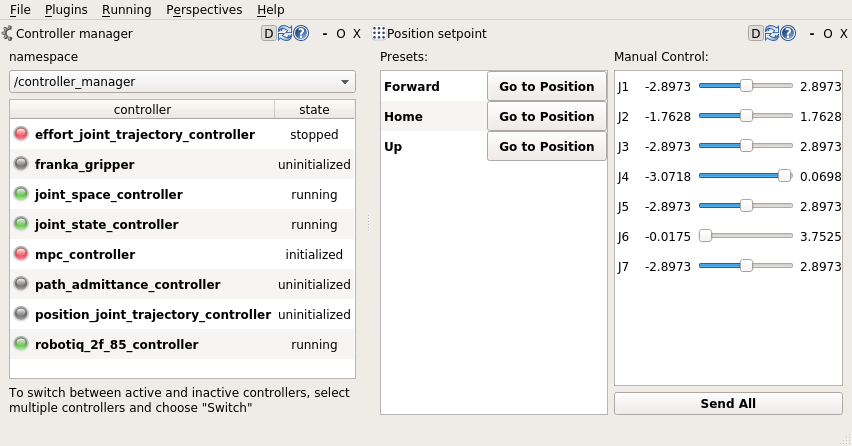 File Plugins Running Perspectives Help
Controller manager D ? - O X
Position setpoint D ? - O X
namespace
/controller_manager
controller state
effort_joint_trajectory_controller stopped
franka_gripper uninitialized
joint_space_controller running
joint_state_controller running
mpc_controller initialized
path_admittance_controller uninitialized
position_joint_trajectory_controller uninitialized
robotiq_2f_85_controller running
To switch between active and inactive controllers, select
multiple controllers and choose "Switch"
Presets:
Forward Go to Position
Home Go to Position
Up Go to Position
Manual Control:
J1 -2.8973 2.8973
J2 -1.7628 1.7628
J3 -2.8973 2.8973
J4 -3.0718 0.0698
J5 -2.8973 2.8973
J6 -0.0175 3.7525
J7 -2.8973 2.8973
Send All